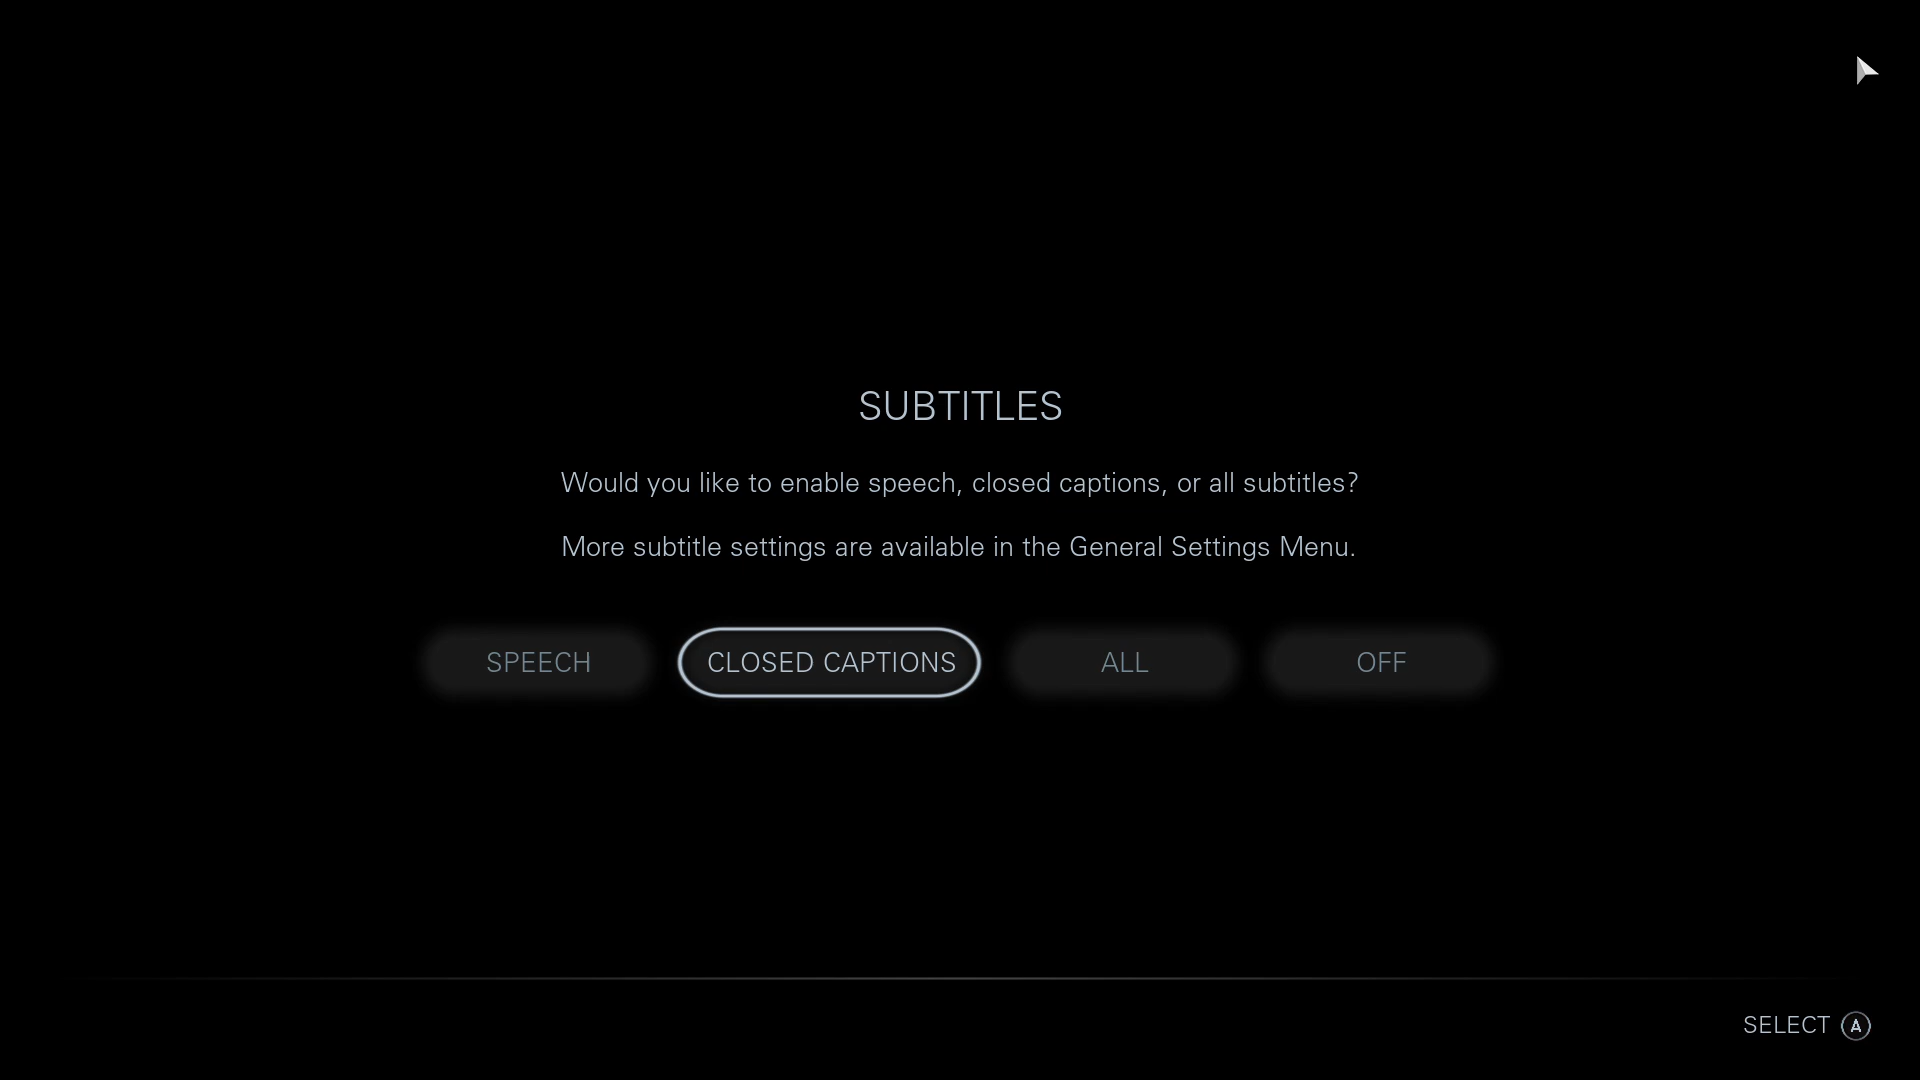 SUBTITLES
Would you like to enable speech, closed captions, or all subtitles?
More subtitle settings are available in the General Settings Menu.
SPEECH CLOSED CAPTIONS ALL OFF
SELECT A